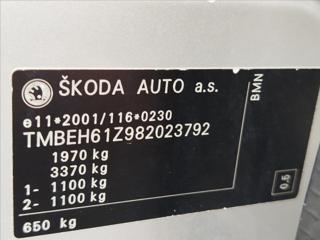 ŠKODA AUTO a.s.
e11*2001/116*0230
TMBEH61Z982023792
1970 kg
3370 kg
1- 1100 kg
2- 1100 kg
650 kg
BMN
0.5